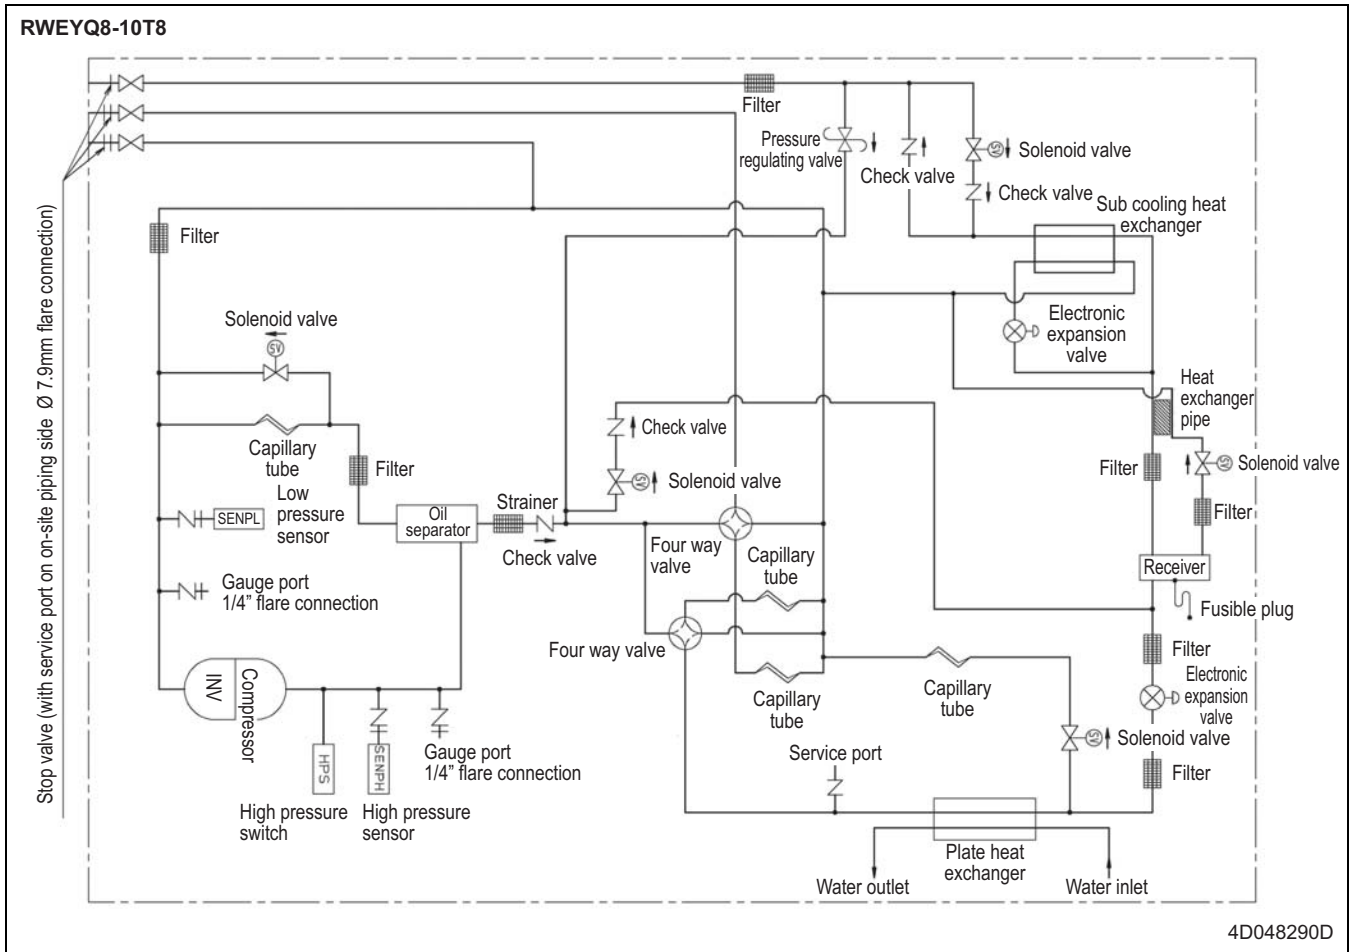 RWEYQ8-10T8
Filter
Pressure
regulating valve
Check valve
SV
Solenoid valve
Check valve
Sub cooling heat
exchanger
Stop valve (with service port on on-site piping side Ø 7.9mm flare connection)
Filter
Solenoid valve
SV
Electronic
expansion
valve
Heat
exchanger
pipe
Capillary
tube
Filter
Check valve
SV
Solenoid valve
Filter
SV
Solenoid valve
Filter
SENPL
Low
pressure
sensor
Oil
separator
Strainer
Check valve
Four way
valve
Capillary
tube
Receiver
Fusible plug
Gauge port
1/4” flare connection
Four way valve
Capillary
tube
Capillary
tube
Filter
Electronic
expansion
valve
INV
Compressor
SV
Solenoid valve
HPS
SENPH
Gauge port
1/4” flare connection
Service port
Filter
High pressure
switch
High pressure
sensor
Plate heat
exchanger
Water outlet
Water inlet
4D048290D